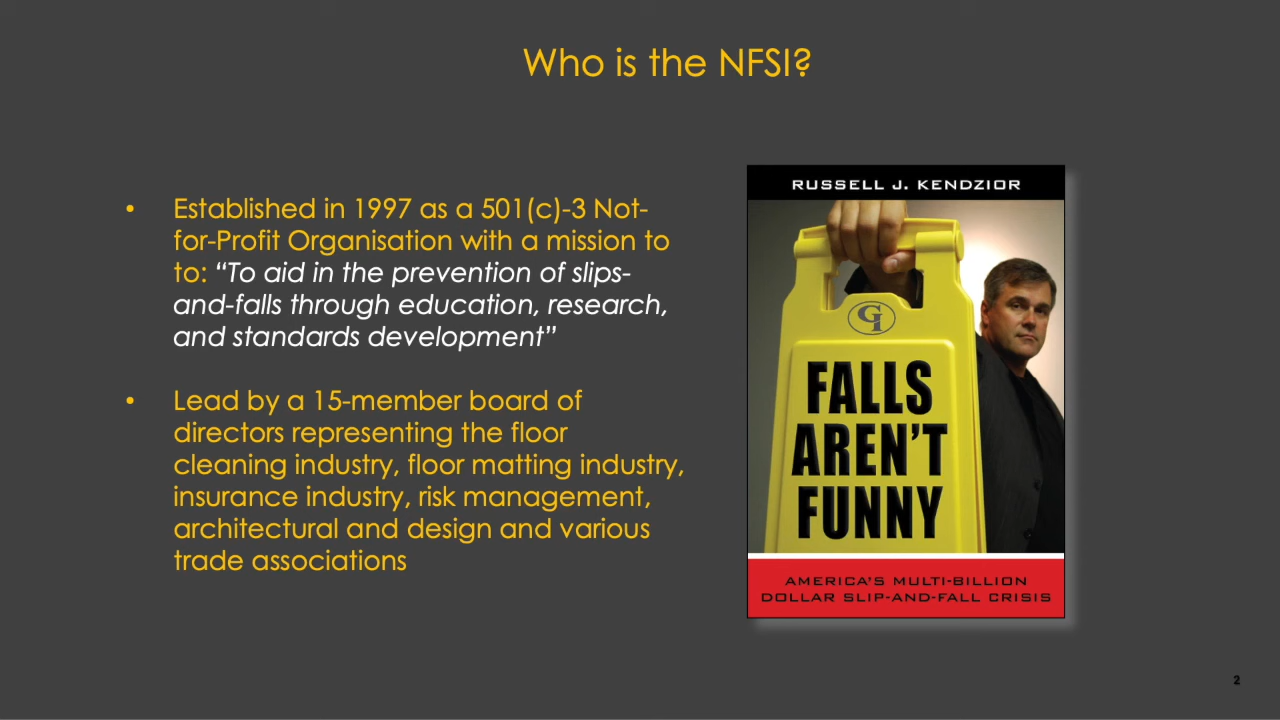 Who is the NFSI?
• Established in 1997 as a 501(c)-3 Not-
for-Profit Organisation with a mission to
to: “To aid in the prevention of slips-
and-falls through education, research,
and standards development”
• Lead by a 15-member board of
directors representing the floor
cleaning industry, floor matting industry,
insurance industry, risk management,
architectural and design and various
trade associations
RUSSELL J. KENDZIOR
GI
FALLS
AREN'T
FUNNY
AMERICA'S MULTI-BILLION
DOLLAR SLIP-AND-FALL CRISIS
2